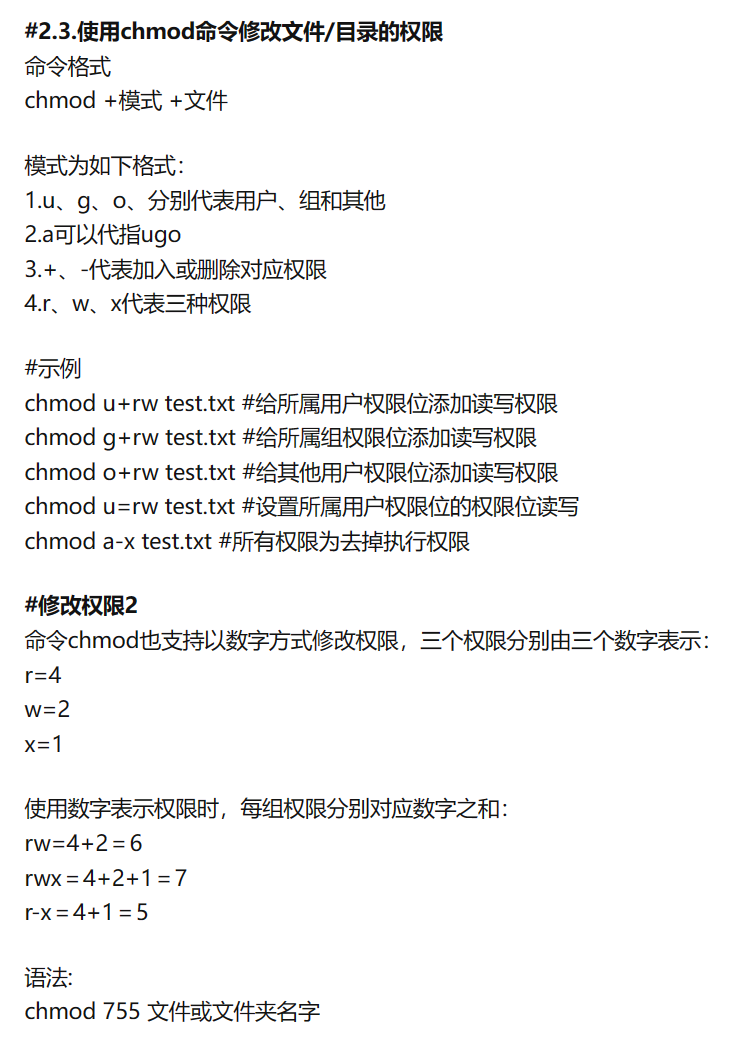 #2.3.使用chmod命令修改文件/目录的权限
命令格式
chmod +模式 +文件
模式为如下格式：
1.u、g、o、分别代表用户、组和其他
2.a可以代指ugo
3.+、-代表加入或删除对应权限
4.r、w、x代表三种权限
#示例
chmod u+rw test.txt #给所属用户权限位添加读写权限
chmod g+rw test.txt #给所属组权限位添加读写权限
chmod o+rw test.txt #给其他用户权限位添加读写权限
chmod u=rw test.txt #设置所属用户权限位的权限位读写
chmod a-x test.txt #所有权限为去掉执行权限
#修改权限2
命令chmod也支持以数字方式修改权限，三个权限分别由三个数字表示：
r=4
w=2
x=1
使用数字表示权限时，每组权限分别对应数字之和：
rw=4+2＝6
rwx＝4+2+1＝7
r-x＝4+1＝5
语法:
chmod 755 文件或文件夹名字